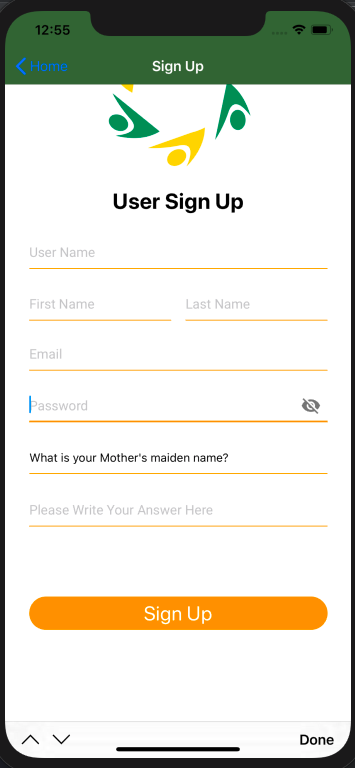 12:55
Home
Sign Up
User Sign Up
User Name
First Name
Last Name
Email
Password
What is your Mother's maiden name?
Please Write Your Answer Here
Sign Up
Done